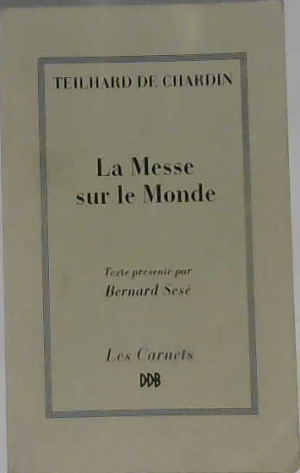 TEILHARD DE CHARDIN
La Messe
sur le Monde
Texte présenté par
Bernard Sesé
Les Carnets
DDB